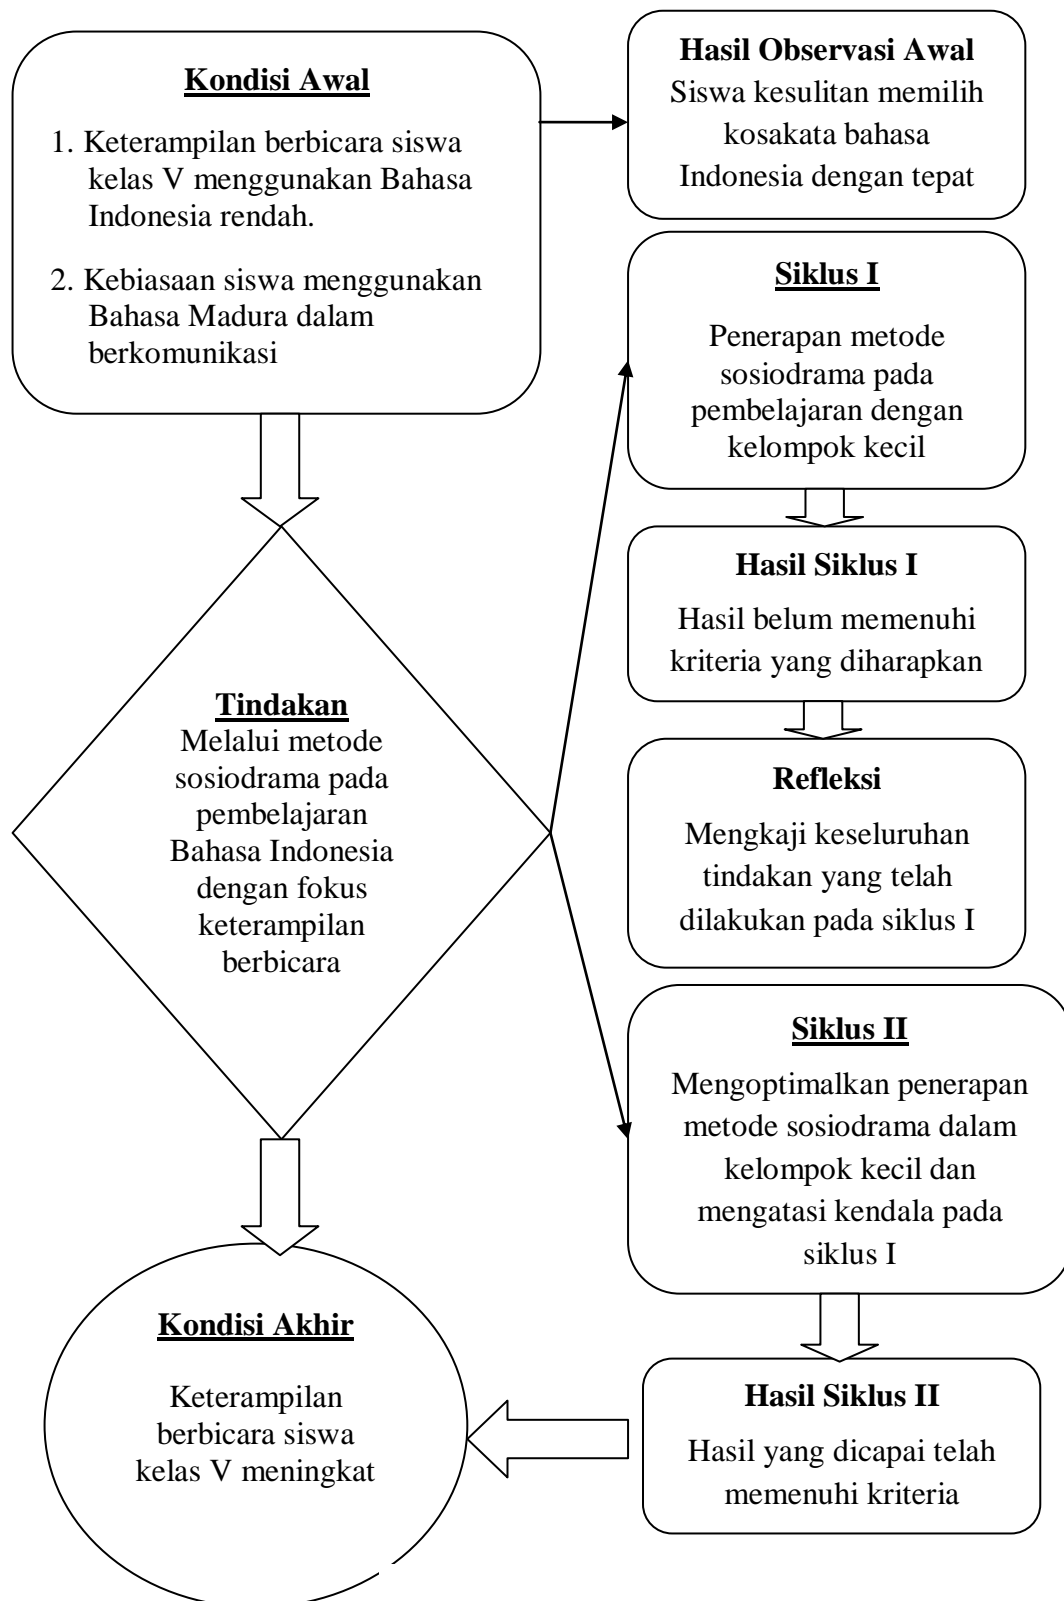 Kondisi Awal
1. Keterampilan berbicara siswa
kelas V menggunakan Bahasa
Indonesia rendah.
2. Kebiasaan siswa menggunakan
Bahasa Madura dalam
berkomunikasi
Hasil Observasi Awal
Siswa kesulitan memilih
kosakata bahasa
Indonesia dengan tepat
Tindakan
Melalui metode
sosiodrama pada
pembelajaran
Bahasa Indonesia
dengan fokus
keterampilan
berbicara
Siklus I
Penerapan metode
sosiodrama pada
pembelajaran dengan
kelompok kecil
Hasil Siklus I
Hasil belum memenuhi
kriteria yang diharapkan
Refleksi
Mengkaji keseluruhan
tindakan yang telah
dilakukan pada siklus I
Siklus II
Mengoptimalkan penerapan
metode sosiodrama dalam
kelompok kecil dan
mengatasi kendala pada
siklus I
Hasil Siklus II
Hasil yang dicapai telah
memenuhi kriteria
Kondisi Akhir
Keterampilan
berbicara siswa
kelas V meningkat